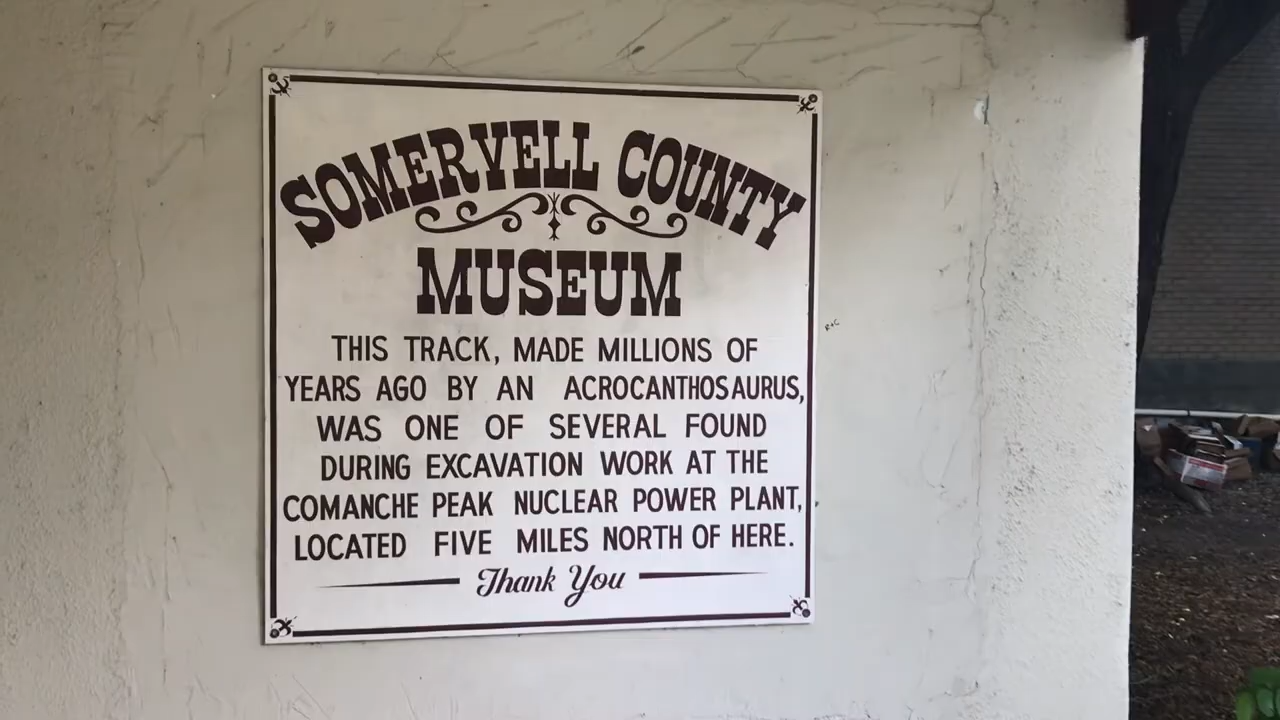 SOMERVELL COUNTY
MUSEUM
THIS TRACK, MADE MILLIONS OF
YEARS AGO BY AN ACROCANTHOSAURUS,
WAS ONE OF SEVERAL FOUND
DURING EXCAVATION WORK AT THE
COMANCHE PEAK NUCLEAR POWER PLANT,
LOCATED FIVE MILES NORTH OF HERE.
Thank You